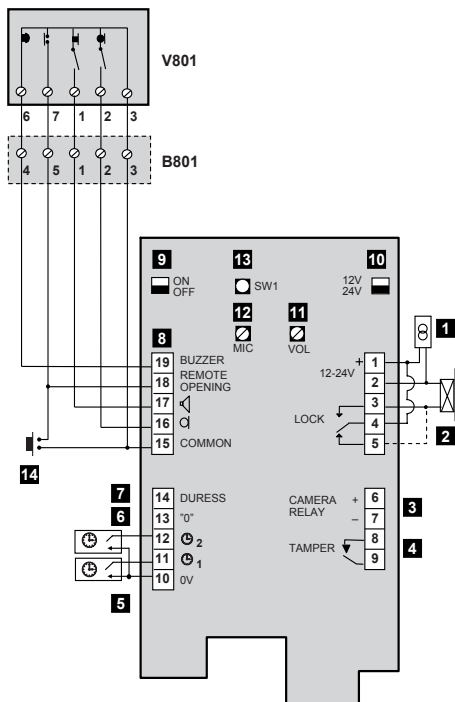 V801
6 7 1 2 3
B801
4 5 1 2 3
9 ON
OFF
13
SW1
12V 10
24V
12
MIC
11
VOL
1
8
19 BUZZER
18 REMOTE
OPENING
17
16
15 COMMON
14
+ 1
12-24V
2
LOCK 3
4
5
2
7 14 DURESS
6 13 "0"
12 2
11 1
10 0V
5
CAMERA + 6
RELAY
– 7
3
TAMPER 8
9
4